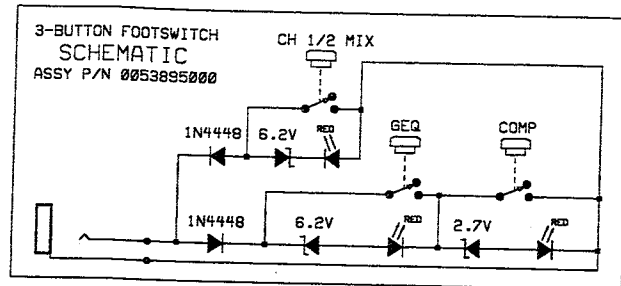 3-BUTTON FOOTSWITCH
SCHEMATIC
ASSY P/N 0053895000
CH 1/2 MIX
1N4448
6.2V
RED
GEQ
COMP
1N4448
6.2V
RED
2.7V
RED